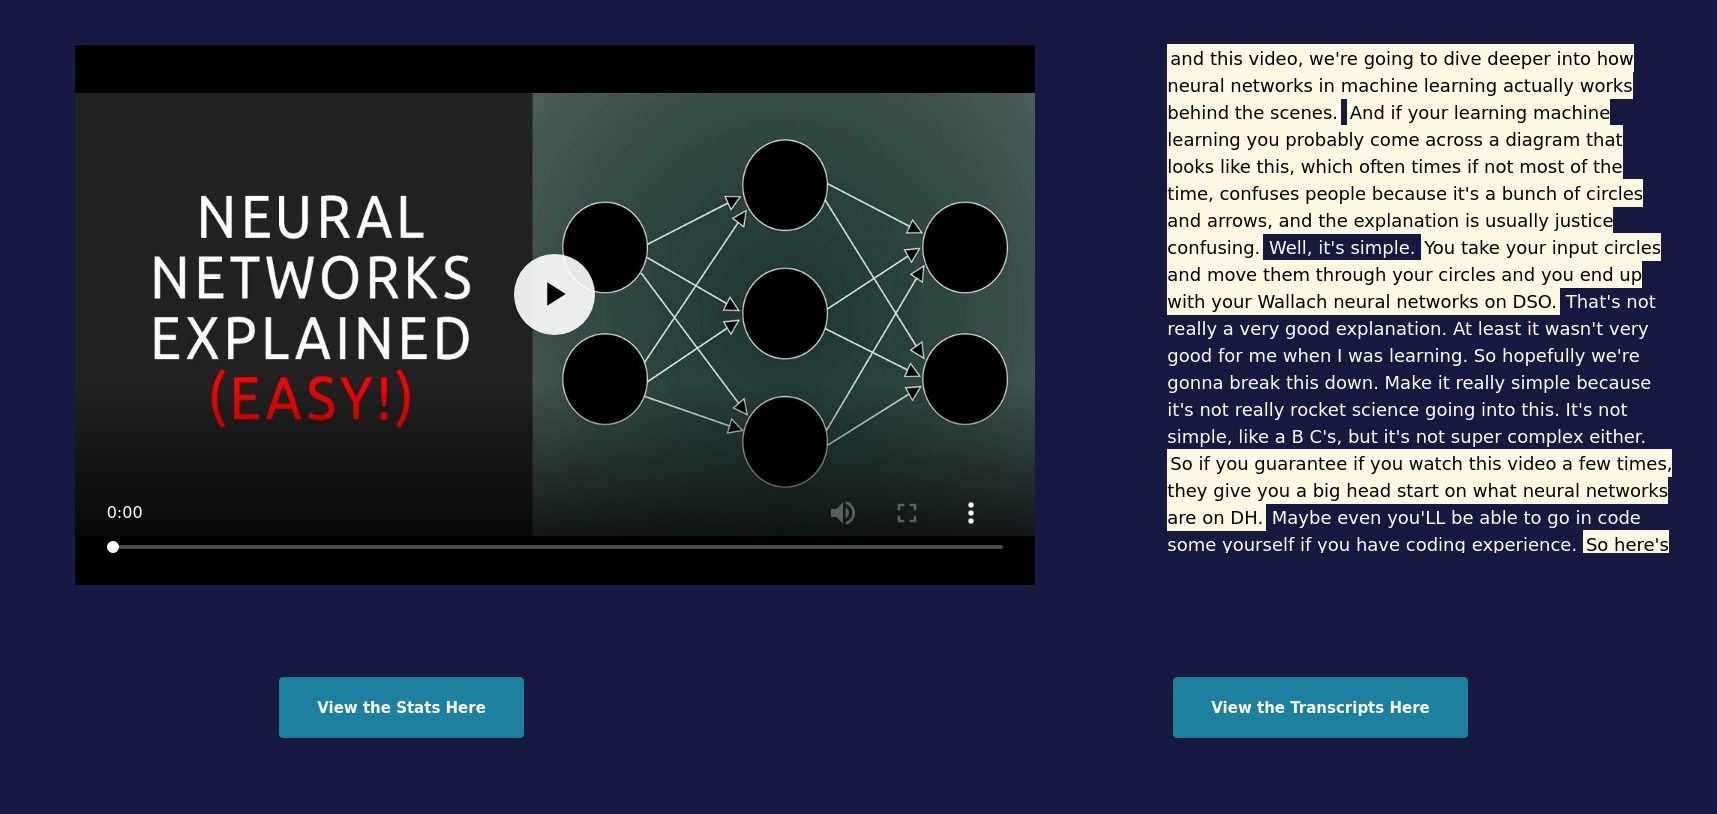 NEURAL
NETWORKS
EXPLAINED
(EASY!)
0:00
and this video, we're going to dive deeper into how
neural networks in machine learning actually works
behind the scenes. And if your learning machine
learning you probably come across a diagram that
looks like this, which often times if not most of the
time, confuses people because it's a bunch of circles
and arrows, and the explanation is usually justice
confusing. Well, it's simple. You take your input circles
and move them through your circles and you end up
with your Wallach neural networks on DSO. That's not
really a very good explanation. At least it wasn't very
good for me when I was learning. So hopefully we're
gonna break this down. Make it really simple because
it's not really rocket science going into this. It's not
simple, like a B C's, but it's not super complex either.
So if you guarantee if you watch this video a few times,
they give you a big head start on what neural networks
are on DH. Maybe even you'LL be able to go in code
some yourself if you have coding experience. So here's
View the Stats Here
View the Transcripts Here